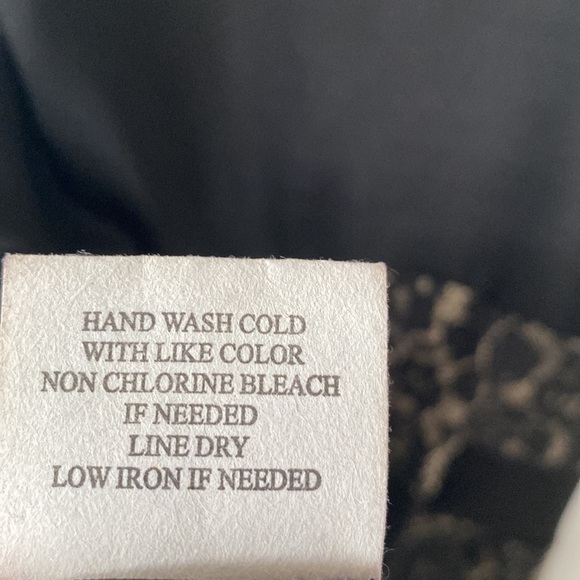 HAND WASH COLD
WITH LIKE COLOR
NON CHLORINE BLEACH
IF NEEDED
LINE DRY
LOW IRON IF NEEDED